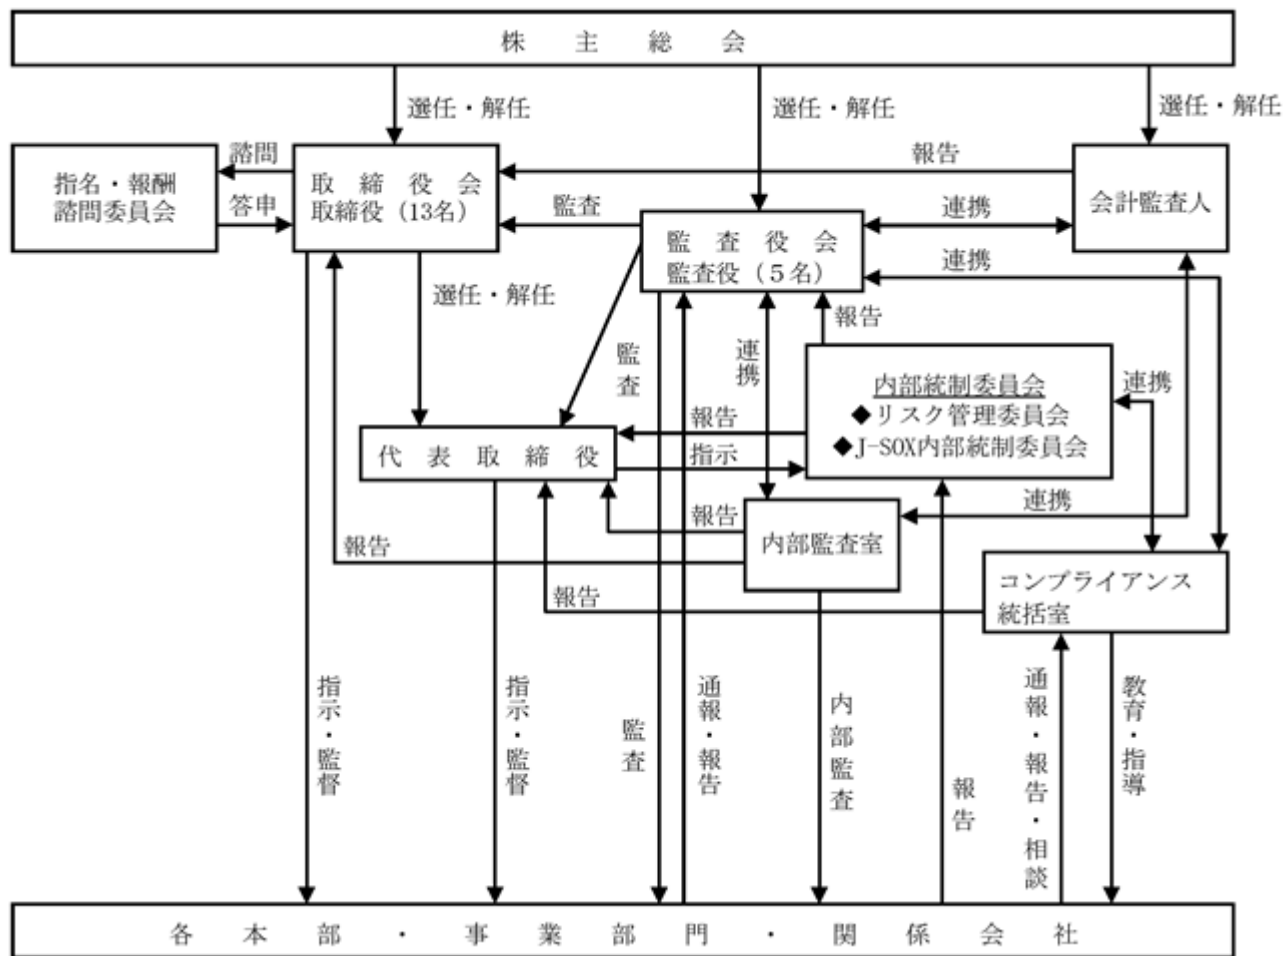 株主総会
選任・解任
選任・解任
選任・解任
諮問
答申
指名・報酬
諮問委員会
取締役会
取締役（13名）
報告
会計監査人
監査
監査役会
監査役（５名）
連携
連携
選任・解任
監査
連携
報告
内部統制委員会
◆リスク管理委員会
◆J-SOX内部統制委員会
連携
報告
指示
代表取締役
報告
内部監査室
連携
報告
報告
コンプライアンス
統括室
指示・監督
指示・監督
監査
通報・報告
内部監査
報告
通報・報告・相談
教育・指導
各本部・事業部門・関係会社